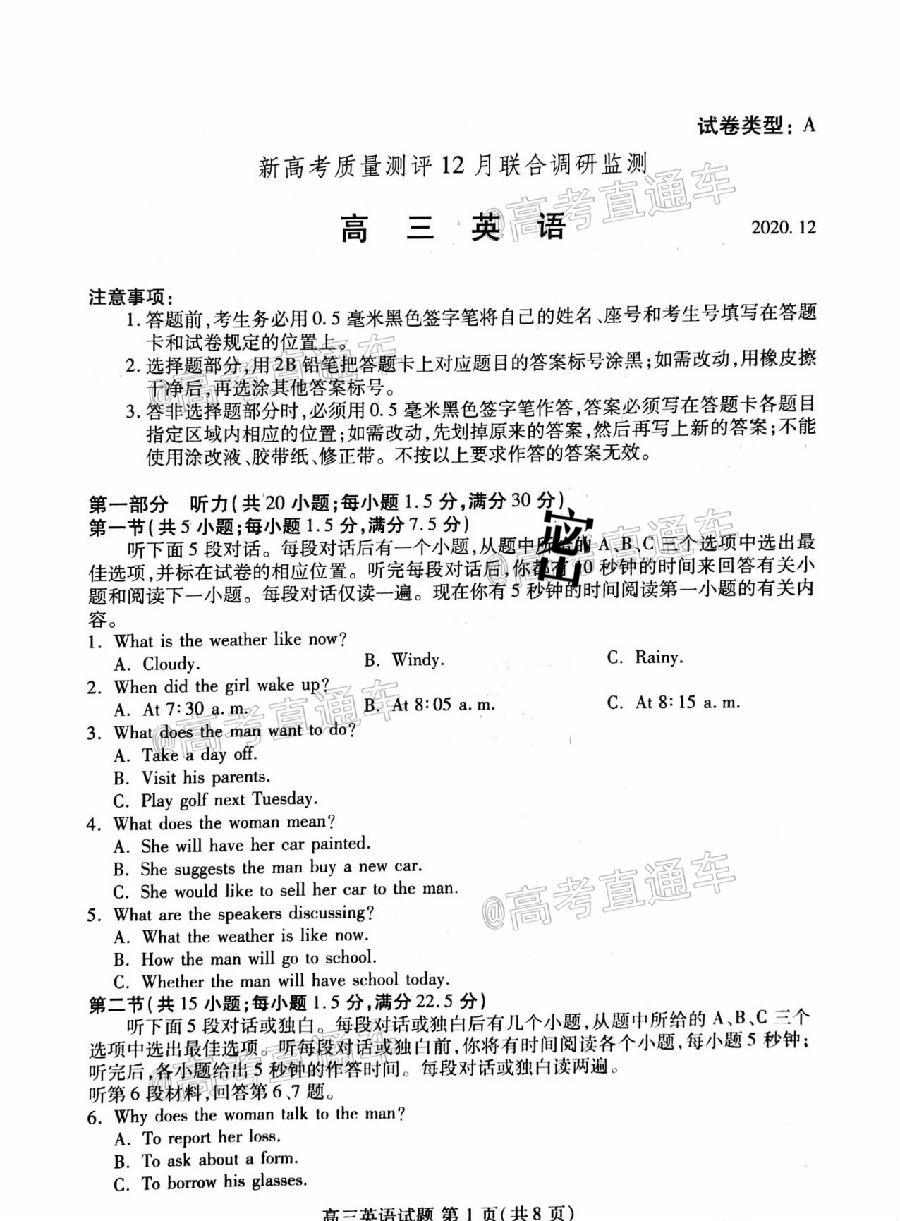 试卷类型：A
新高考质量测评12月联合调研监测
高三英语
2020.12
注意事项：
1.答题前,考生务必用0.5毫米黑色签字笔将自己的姓名、座号和考生号填写在答题
卡和试卷规定的位置上。
2.选择题部分,用2B铅笔把答题卡上对应题目的答案标号涂黑;如需改动,用橡皮擦
干净后,再选涂其他答案标号。
3.答非选择题部分时,必须用0.5毫米黑色签字笔作答,答案必须写在答题卡各题目
指定区域内相应的位置;如需改动,先划掉原来的答案,然后再写上新的答案;不能
使用涂改液、胶带纸、修正带。不按以上要求作答的答案无效。
第一部分 听力(共20小题;每小题1.5分,满分30分)
第一节(共5小题;每小题1.5分,满分7.5分)
听下面5段对话。每段对话后有一个小题,从题中所给的A、B、C三个选项中选出最
佳选项,并标在试卷的相应位置。听完每段对话后,你都有10秒钟的时间来回答有关小
题和阅读下一小题。每段对话仅读一遍。现在你有5秒钟的时间阅读第一小题的有关内
容。
1. What is the weather like now?
A. Cloudy. B. Windy. C. Rainy.
2. When did the girl wake up?
A. At 7:30 a.m. B. At 8:05 a.m. C. At 8:15 a.m.
3. What does the man want to do?
A. Take a day off.
B. Visit his parents.
C. Play golf next Tuesday.
4. What does the woman mean?
A. She will have her car painted.
B. She suggests the man buy a new car.
C. She would like to sell her car to the man.
5. What are the speakers discussing?
A. What the weather is like now.
B. How the man will go to school.
C. Whether the man will have school today.
第二节(共15小题;每小题1.5分,满分22.5分)
听下面5段对话或独白。每段对话或独白后有几个小题,从题中所给的A、B、C三个
选项中选出最佳选项。听每段对话或独白前,你将有时间阅读各个小题,每小题5秒钟;
听完后,各小题给出5秒钟的作答时间。每段对话或独白读两遍。
听第6段材料,回答第6、7题。
6. Why does the woman talk to the man?
A. To report her loss.
B. To ask about a form.
C. To borrow his glasses.
高三英语试题 第1页(共8页)
@高考直通车
@高考直通车
@高考直通车
@高考直通车
@高考直通车
@高考直通车